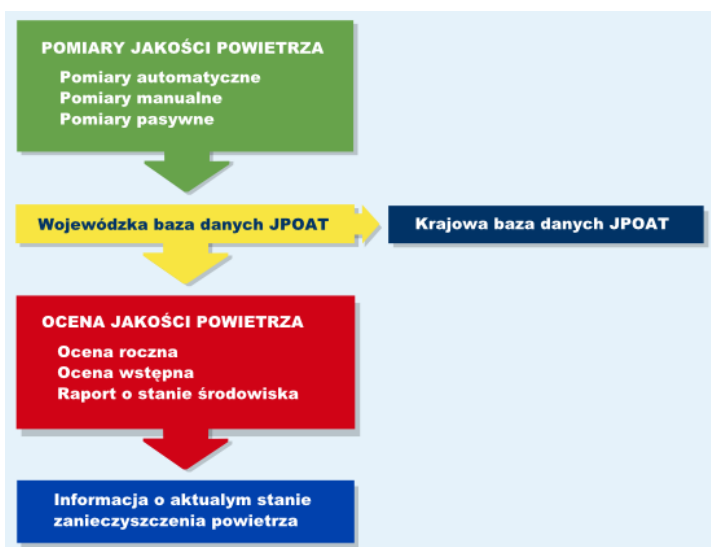 POMIARY JAKOŚCI POWIETRZA
Pomiary automatyczne
Pomiary manualne
Pomiary pasywne
Wojewódzka baza danych JPOAT
Krajowa baza danych JPOAT
OCENA JAKOŚCI POWIETRZA
Ocena roczna
Ocena wstępna
Raport o stanie środowiska
Informacja o aktualym stanie
zanieczyszczenia powietrza